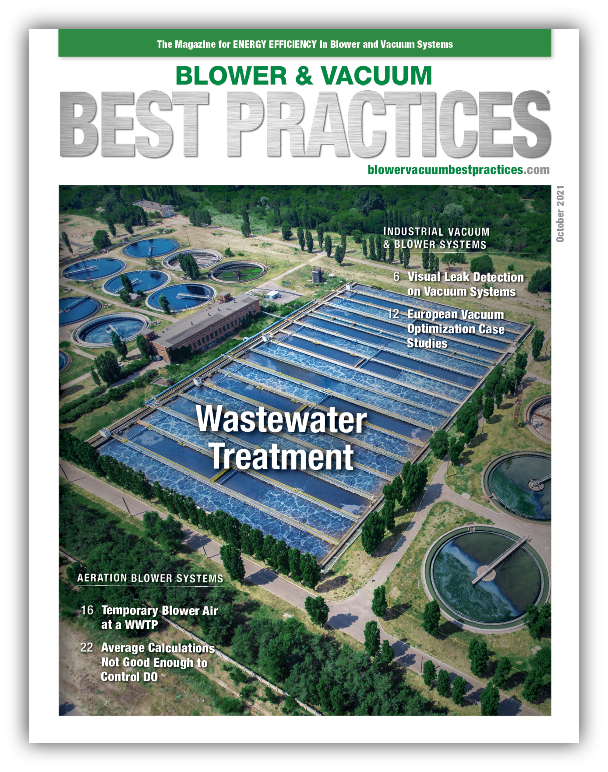 The Magazine for ENERGY EFFICIENCY in Blower and Vacuum Systems
BLOWER & VACUUM
BEST PRACTICES®
blowervacuumbestpractices.com
October 2021
INDUSTRIAL VACUUM
& BLOWER SYSTEMS
6 Visual Leak Detection
on Vacuum Systems
12 European Vacuum
Optimization Case
Studies
Wastewater
Treatment
AERATION BLOWER SYSTEMS
16 Temporary Blower Air
at a WWTP
22 Average Calculations
Not Good Enough to
Control DO